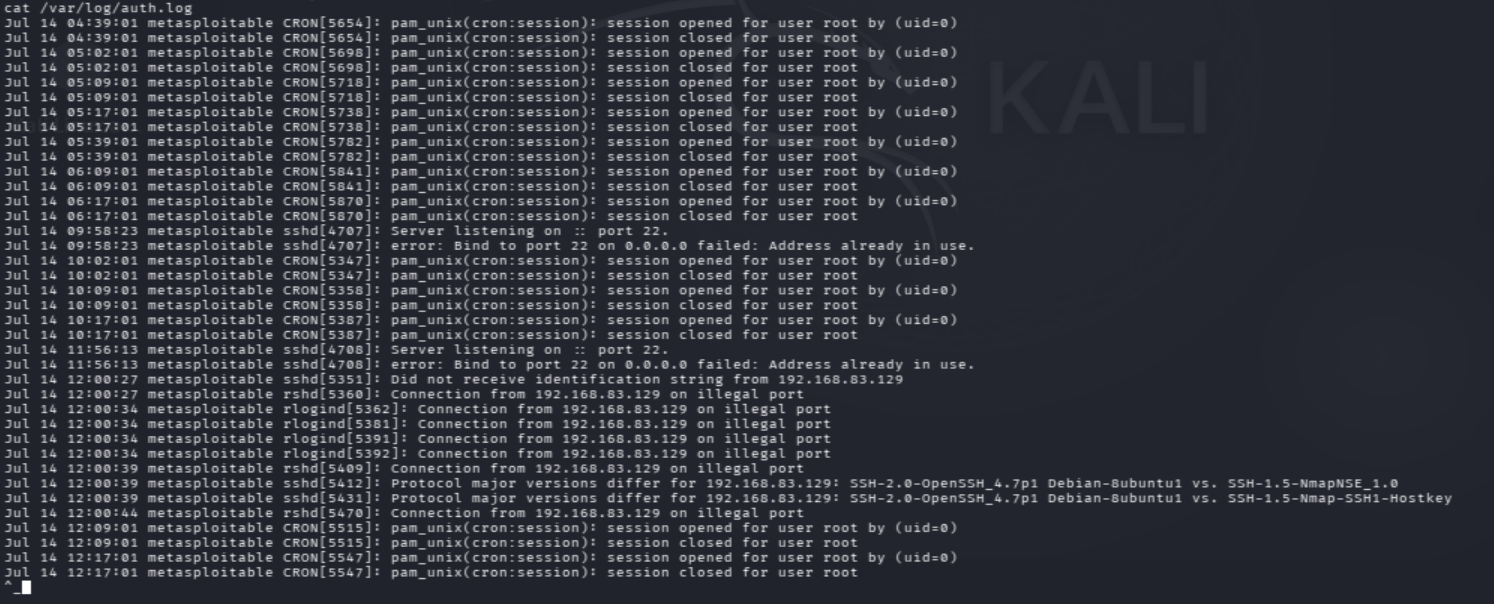 cat /var/log/auth.log
Jul 14 04:39:01 metasploitable CRON[5654]: pam_unix(cron:session): session opened for user root by (uid=0)
Jul 14 04:39:01 metasploitable CRON[5654]: pam_unix(cron:session): session closed for user root
Jul 14 05:02:01 metasploitable CRON[5698]: pam_unix(cron:session): session opened for user root by (uid=0)
Jul 14 05:02:01 metasploitable CRON[5698]: pam_unix(cron:session): session closed for user root
Jul 14 05:09:01 metasploitable CRON[5718]: pam_unix(cron:session): session opened for user root by (uid=0)
Jul 14 05:09:01 metasploitable CRON[5718]: pam_unix(cron:session): session closed for user root
Jul 14 05:17:01 metasploitable CRON[5738]: pam_unix(cron:session): session opened for user root by (uid=0)
Jul 14 05:17:01 metasploitable CRON[5738]: pam_unix(cron:session): session closed for user root
Jul 14 05:39:01 metasploitable CRON[5782]: pam_unix(cron:session): session opened for user root by (uid=0)
Jul 14 05:39:01 metasploitable CRON[5782]: pam_unix(cron:session): session closed for user root
Jul 14 06:09:01 metasploitable CRON[5841]: pam_unix(cron:session): session opened for user root by (uid=0)
Jul 14 06:09:01 metasploitable CRON[5841]: pam_unix(cron:session): session closed for user root
Jul 14 06:17:01 metasploitable CRON[5870]: pam_unix(cron:session): session opened for user root by (uid=0)
Jul 14 06:17:01 metasploitable CRON[5870]: pam_unix(cron:session): session closed for user root
Jul 14 09:58:23 metasploitable sshd[4707]: Server listening on :: port 22.
Jul 14 09:58:23 metasploitable sshd[4707]: error: Bind to port 22 on 0.0.0.0 failed: Address already in use.
Jul 14 10:02:01 metasploitable CRON[5347]: pam_unix(cron:session): session opened for user root by (uid=0)
Jul 14 10:02:01 metasploitable CRON[5347]: pam_unix(cron:session): session closed for user root
Jul 14 10:09:01 metasploitable CRON[5358]: pam_unix(cron:session): session opened for user root by (uid=0)
Jul 14 10:09:01 metasploitable CRON[5358]: pam_unix(cron:session): session closed for user root
Jul 14 10:17:01 metasploitable CRON[5387]: pam_unix(cron:session): session opened for user root by (uid=0)
Jul 14 10:17:01 metasploitable CRON[5387]: pam_unix(cron:session): session closed for user root
Jul 14 11:56:13 metasploitable sshd[4708]: Server listening on :: port 22.
Jul 14 11:56:13 metasploitable sshd[4708]: error: Bind to port 22 on 0.0.0.0 failed: Address already in use.
Jul 14 12:00:27 metasploitable sshd[5351]: Did not receive identification string from 192.168.83.129
Jul 14 12:00:27 metasploitable rshd[5360]: Connection from 192.168.83.129 on illegal port
Jul 14 12:00:34 metasploitable rlogind[5362]: Connection from 192.168.83.129 on illegal port
Jul 14 12:00:34 metasploitable rlogind[5381]: Connection from 192.168.83.129 on illegal port
Jul 14 12:00:34 metasploitable rlogind[5391]: Connection from 192.168.83.129 on illegal port
Jul 14 12:00:34 metasploitable rlogind[5392]: Connection from 192.168.83.129 on illegal port
Jul 14 12:00:39 metasploitable rshd[5409]: Connection from 192.168.83.129 on illegal port
Jul 14 12:00:39 metasploitable sshd[5412]: Protocol major versions differ for 192.168.83.129: SSH-2.0-OpenSSH_4.7p1 Debian-8ubuntu1 vs. SSH-1.5-NmapNSE_1.0
Jul 14 12:00:39 metasploitable sshd[5431]: Protocol major versions differ for 192.168.83.129: SSH-2.0-OpenSSH_4.7p1 Debian-8ubuntu1 vs. SSH-1.5-Nmap-SSH1-Hostkey
Jul 14 12:00:44 metasploitable rshd[5470]: Connection from 192.168.83.129 on illegal port
Jul 14 12:09:01 metasploitable CRON[5515]: pam_unix(cron:session): session opened for user root by (uid=0)
Jul 14 12:09:01 metasploitable CRON[5515]: pam_unix(cron:session): session closed for user root
Jul 14 12:17:01 metasploitable CRON[5547]: pam_unix(cron:session): session opened for user root by (uid=0)
Jul 14 12:17:01 metasploitable CRON[5547]: pam_unix(cron:session): session closed for user root
^_
KALI